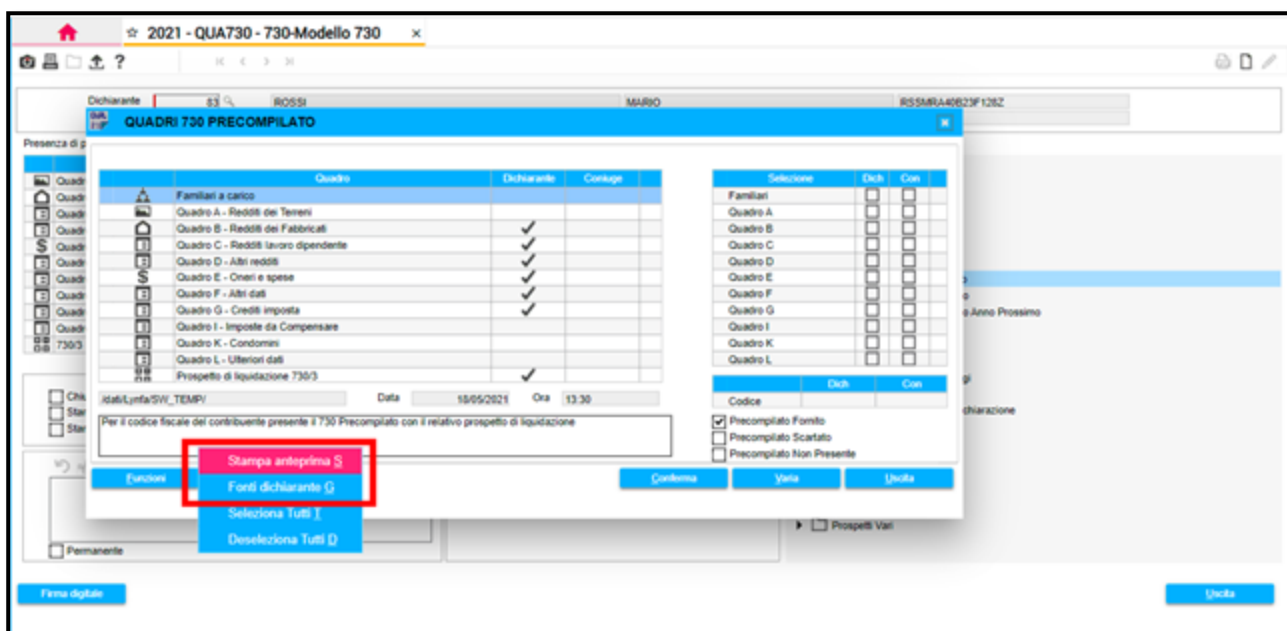 2021 - QUA730 - 730-Modello 730
Dichiarante 83 ROSSI MARIO RSSMRA40B23F128Z
QUADRI 730 PRECOMPILATO
Presenza di
Quadro Dichiarante Coniuge
Selezione Dich Con
Familiari a carico
Familiari
Quadro A - Redditi dei Terreni
Quadro A
Quadro B - Redditi dei Fabbricati
Quadro B
Quadro C - Redditi lavoro dipendente
Quadro C
Quadro D - Altri redditi
Quadro D
Quadro E - Oneri e spese
Quadro E
Quadro F - Altri dati
Quadro F
Quadro G - Crediti imposta
Quadro G
o Anno Prossimo
Quadro I - Imposte da Compensare
Quadro I
Quadro K - Condomini
Quadro K
730/3
Quadro L - Ulteriori dati
Quadro L
Prospetto di liquidazione 730/3
Dich Con
/dati/Lynfa/SW_TEMP/ Data 18/05/2021 Ora 13:30
Codice
Per il codice fiscale del contribuente presente il 730 Precompilato con il relativo prospetto di liquidazione
Precompilato Fornito
Precompilato Scartato
Precompilato Non Presente
Stampa anteprima S
Funzioni
Conferma Varia Uscita
Fonti dichiarante G
Seleziona Tutti T
Deseleziona Tutti D
Prospetti Vari
Permanente
Firma digitale Uscita